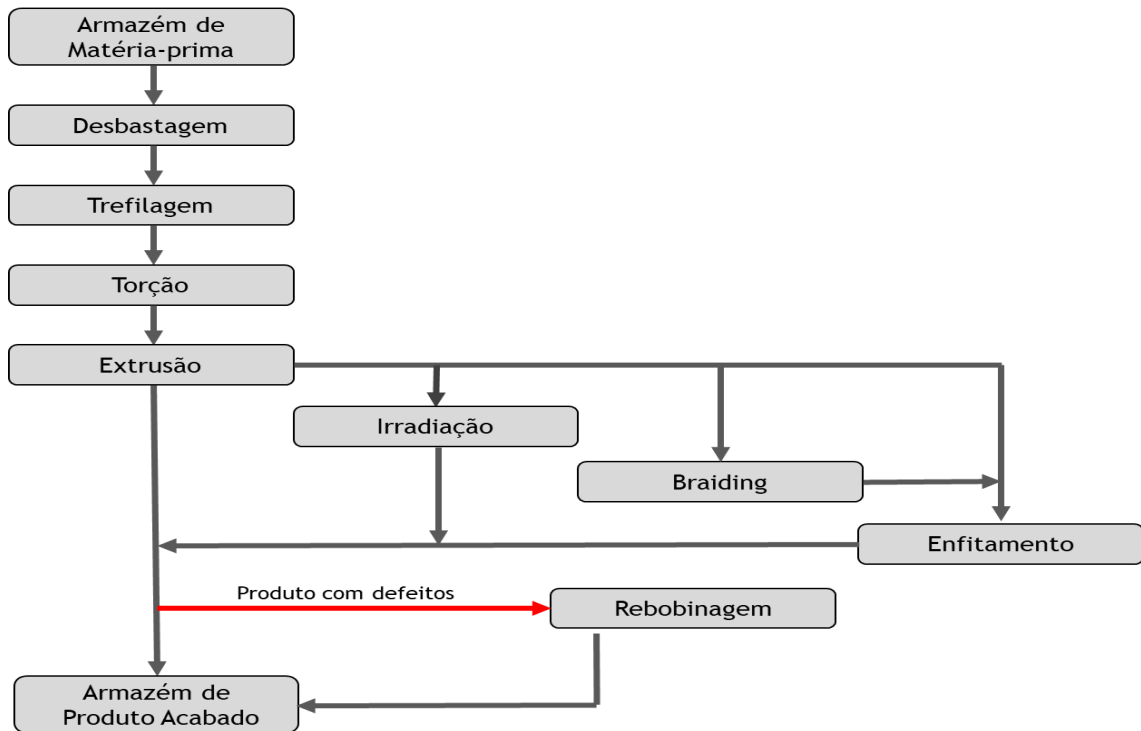 Armazém de
Matéria-prima
Desbastagem
Trefilagem
Torção
Extrusão
Irradiação
Braiding
Enfitamento
Produto com defeitos
Rebobinagem
Armazém de
Produto Acabado